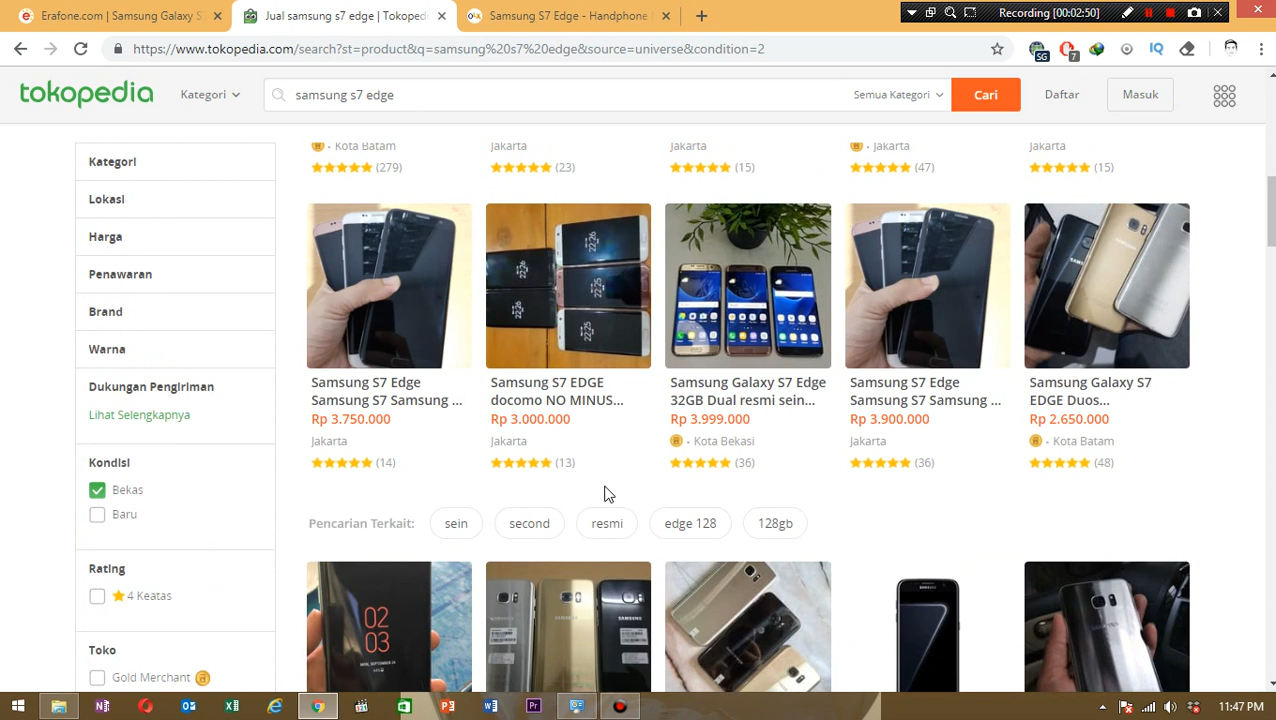 Erafone.com | Samsung Galaxy S
Jual samsung s7 edge | Tokoped
Samsung S7 Edge - Handphone
Recording [00:02:50]
https://www.tokopedia.com/search?st=product&q=samsung%20s7%20edge&source=universe&condition=2
SG
7
IQ
tokopedia
Kategori
samsung s7 edge
Semua Kategori
Cari
Daftar
Masuk
Kota Batam
Jakarta
Jakarta
- Jakarta
Jakarta
(279)
(23)
(15)
(47)
(15)
Kategori
Lokasi
Harga
Penawaran
Brand
Warna
Dukungan Pengiriman
Lihat Selengkapnya
Kondisi
Bekas
Baru
Rating
4 Keatas
Toko
Gold Merchant
Samsung S7 Edge
Samsung S7 Samsung ...
Rp 3.750.000
Jakarta
(14)
Samsung S7 EDGE
docomo NO MINUS...
Rp 3.000.000
Jakarta
(13)
Samsung Galaxy S7 Edge
32GB Dual resmi sein...
Rp 3.999.000
- Kota Bekasi
(36)
Samsung S7 Edge
Samsung S7 Samsung ...
Rp 3.900.000
Jakarta
(36)
Samsung Galaxy S7
EDGE Duos...
Rp 2.650.000
- Kota Batam
(48)
Pencarian Terkait:
sein
second
resmi
edge 128
128gb
02
03
11:47 PM